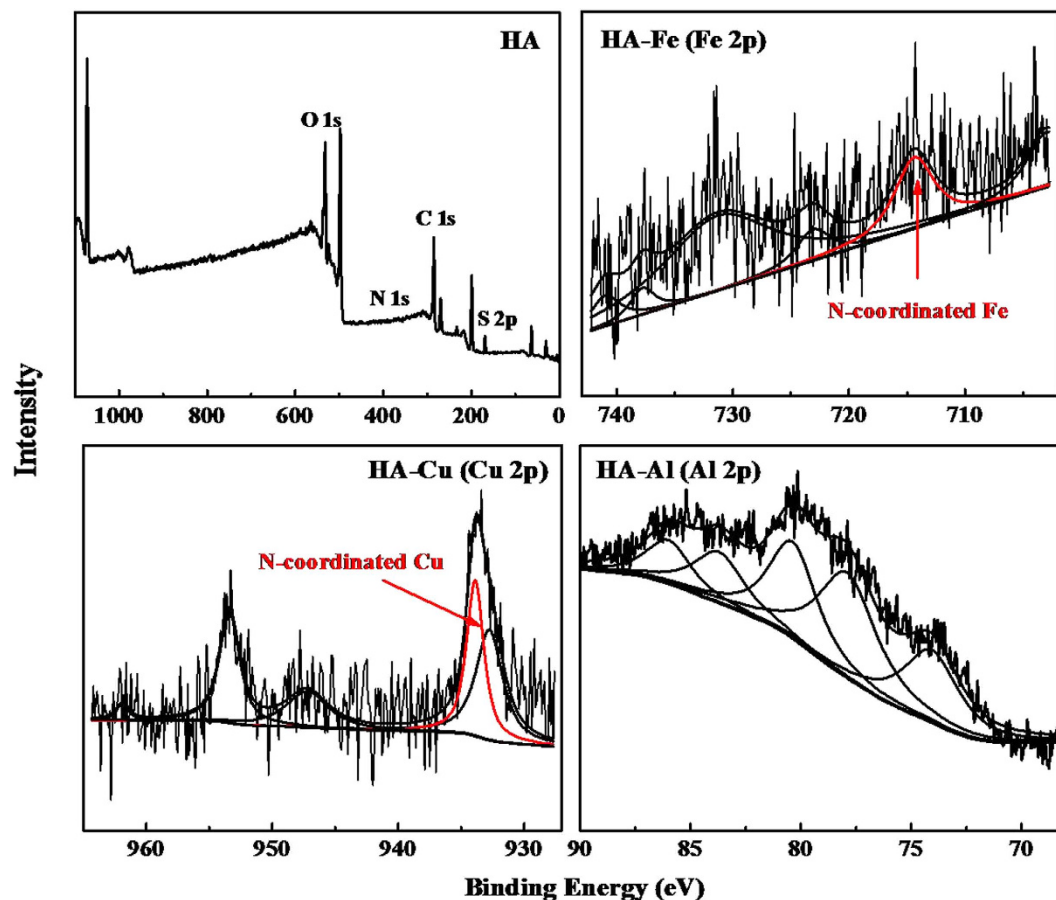 HA
O 1s
C 1s
N 1s
S 2p
1000 800 600 400 200 0
HA-Fe (Fe 2p)
N-coordinated Fe
740 730 720 710
Intensity
HA-Cu (Cu 2p)
N-coordinated Cu
960 950 940 930
HA-Al (Al 2p)
90 85 80 75 70
Binding Energy (eV)